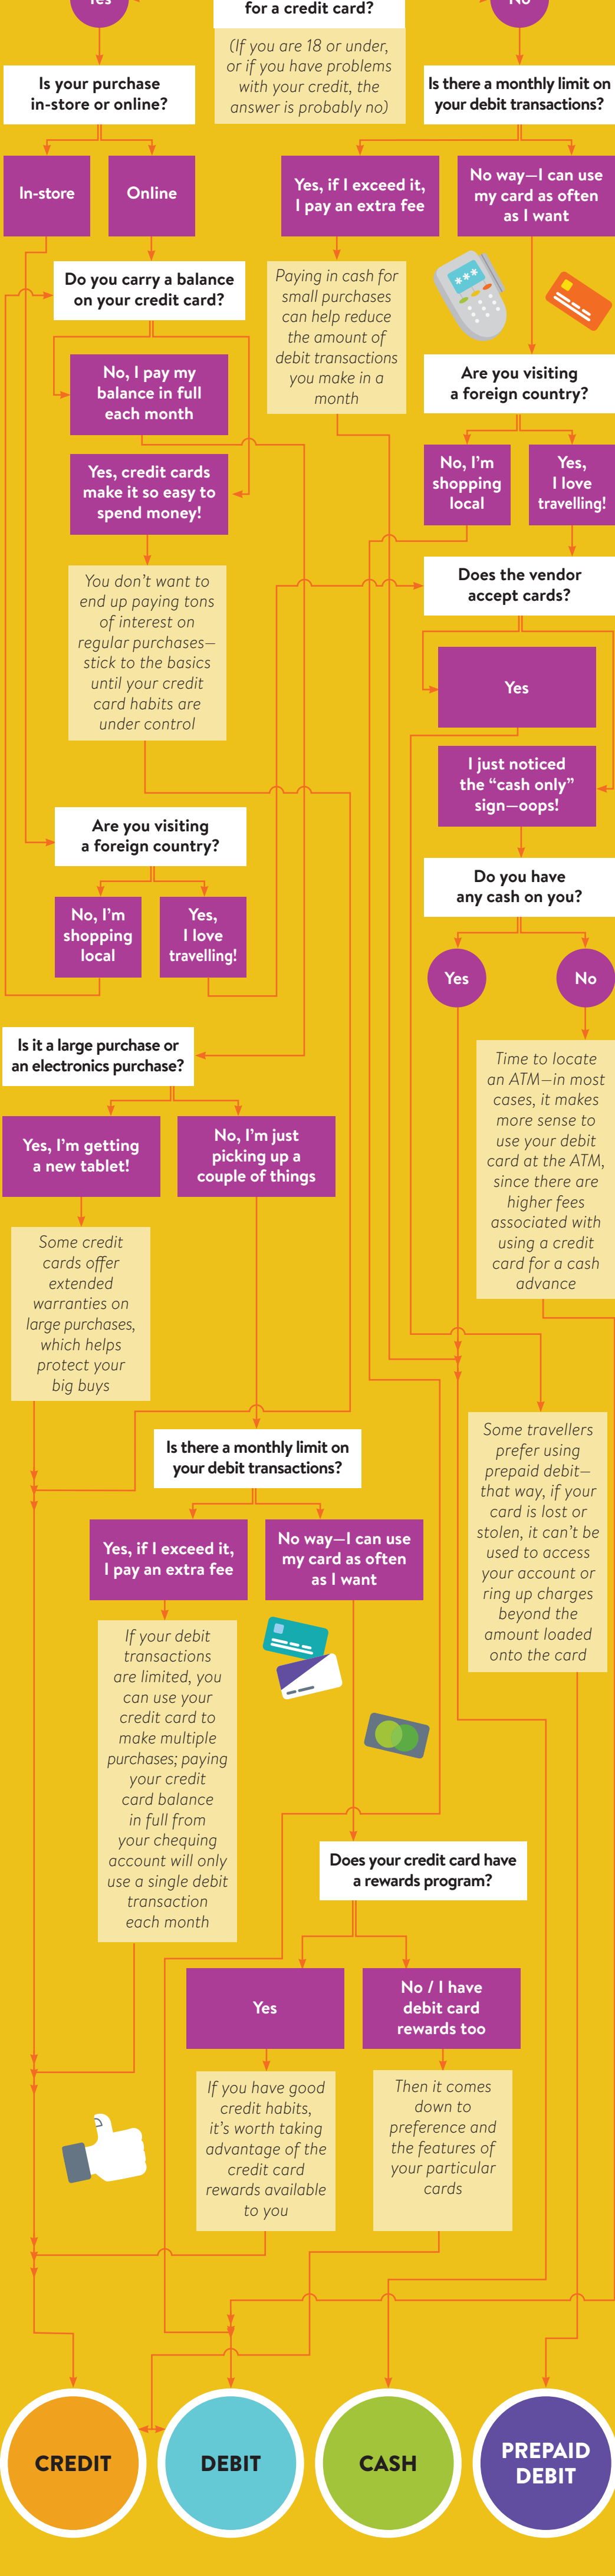 Yes
for a credit card?
No
(If you are 18 or under,
or if you have problems
with your credit, the
answer is probably no)
Is your purchase
in-store or online?
Is there a monthly limit on
your debit transactions?
In-store
Online
Yes, if I exceed it,
I pay an extra fee
No way—I can use
my card as often
as I want
Do you carry a balance
on your credit card?
Paying in cash for
small purchases
can help reduce
the amount of
debit transactions
you make in a
month
***
No, I pay my
balance in full
each month
Are you visiting
a foreign country?
Yes, credit cards
make it so easy to
spend money!
No, I'm
shopping
local
Yes,
I love
travelling!
You don't want to
end up paying tons
of interest on
regular purchases—
stick to the basics
until your credit
card habits are
under control
Does the vendor
accept cards?
Yes
I just noticed
the “cash only”
sign—oops!
Are you visiting
a foreign country?
Do you have
any cash on you?
No, I'm
shopping
local
Yes,
I love
travelling!
Yes
No
Is it a large purchase or
an electronics purchase?
Time to locate
an ATM—in most
cases, it makes
more sense to
use your debit
card at the ATM,
since there are
higher fees
associated with
using a credit
card for a cash
advance
Yes, I'm getting
a new tablet!
No, I'm just
picking up a
couple of things
Some credit
cards offer
extended
warranties on
large purchases,
which helps
protect your
big buys
Some travellers
prefer using
prepaid debit—
that way, if your
card is lost or
stolen, it can't be
used to access
your account or
ring up charges
beyond the
amount loaded
onto the card
Is there a monthly limit on
your debit transactions?
Yes, if I exceed it,
I pay an extra fee
No way—I can use
my card as often
as I want
If your debit
transactions
are limited, you
can use your
credit card to
make multiple
purchases; paying
your credit
card balance
in full from
your chequing
account will only
use a single debit
transaction
each month
Does your credit card have
a rewards program?
Yes
No / I have
debit card
rewards too
If you have good
credit habits,
it's worth taking
advantage of the
credit card
rewards available
to you
Then it comes
down to
preference and
the features of
your particular
cards
CREDIT
DEBIT
CASH
PREPAID
DEBIT